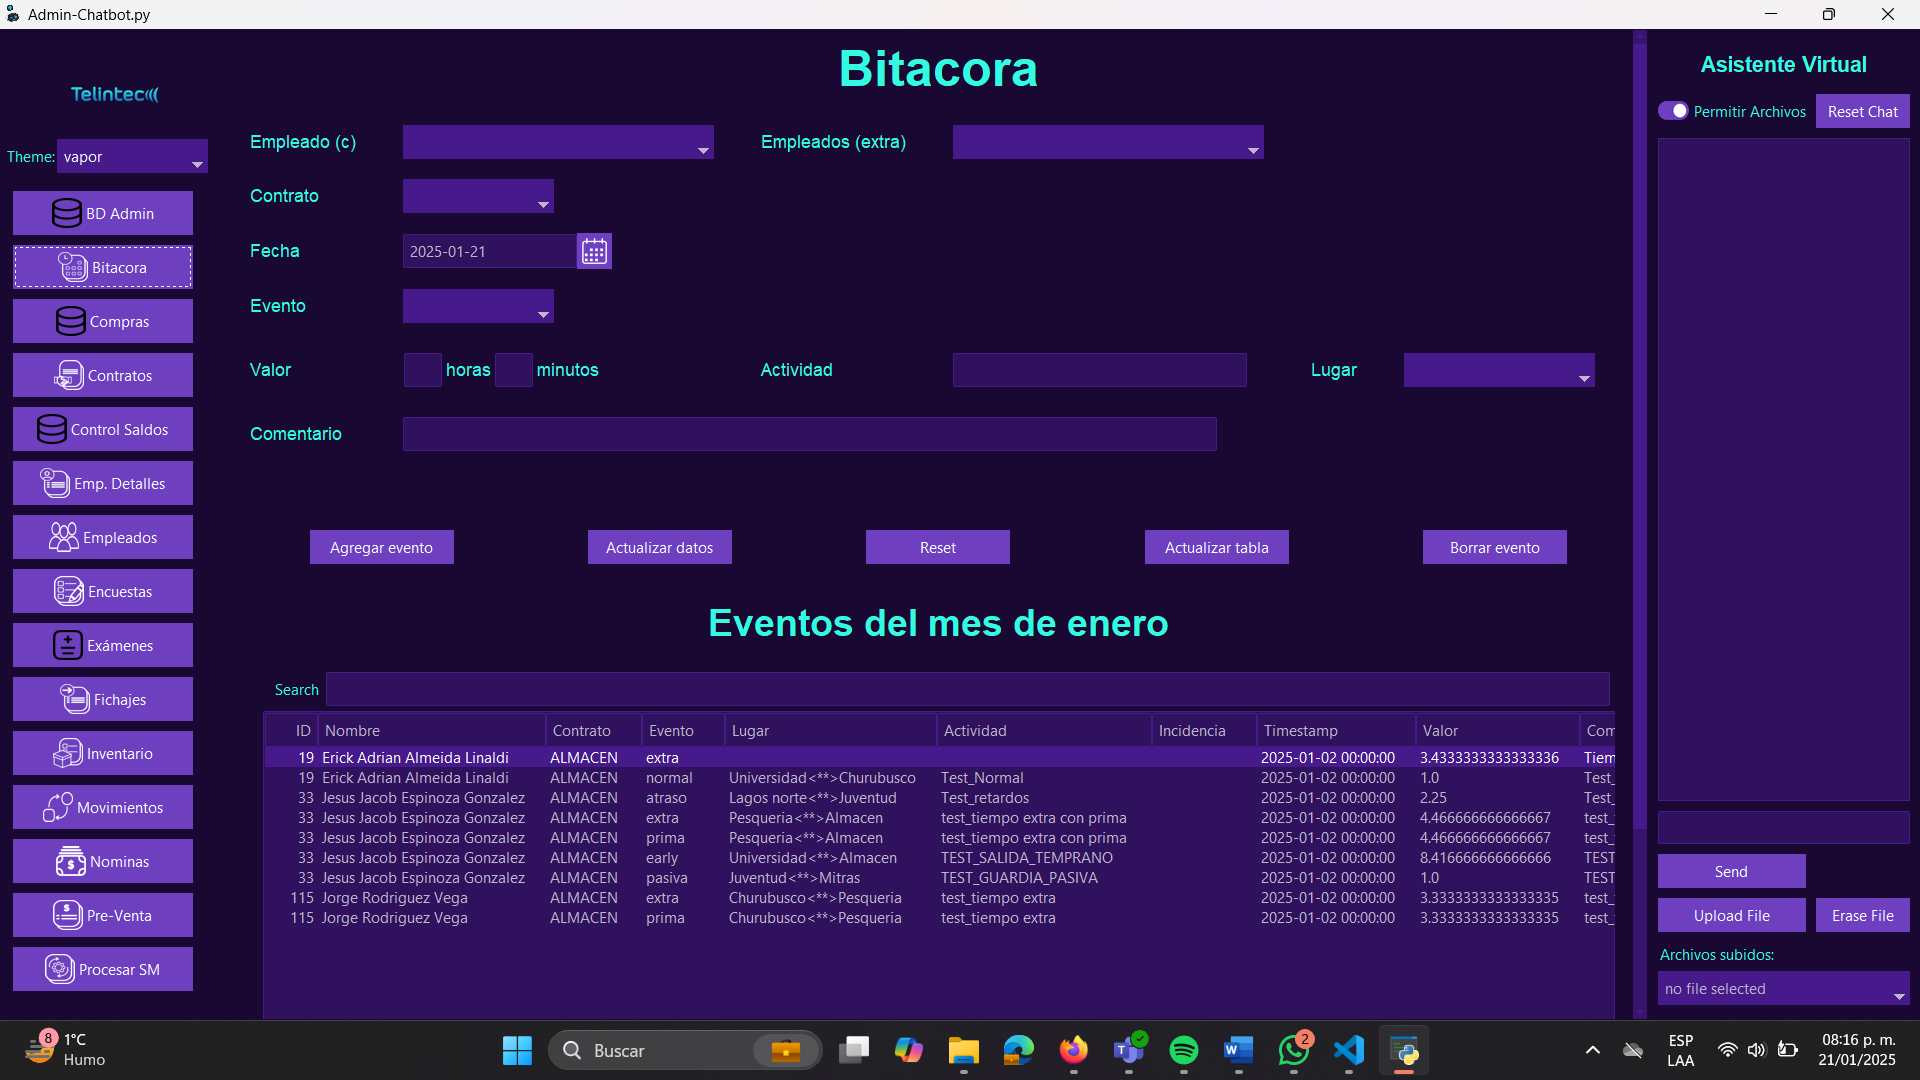 Admin-Chatbot.py
Telintec
Theme: vapor
BD Admin
Bitacora
Compras
Contratos
Control Saldos
Emp. Detalles
Empleados
Encuestas
Exámenes
Fichajes
Inventario
Movimientos
Nominas
Pre-Venta
Procesar SM
Bitacora
Empleado (c)
Empleados (extra)
Contrato
Fecha 2025-01-21
Evento
Valor horas minutos Actividad Lugar
Comentario
Agregar evento Actualizar datos Reset Actualizar tabla Borrar evento
Eventos del mes de enero
Search
ID Nombre Contrato Evento Lugar Actividad Incidencia Timestamp Valor Com
19 Erick Adrian Almeida Linaldi ALMACEN extra 2025-01-02 00:00:00 3.4333333333333336 Tiem
19 Erick Adrian Almeida Linaldi ALMACEN normal Universidad<**>Churubusco Test_Normal 2025-01-02 00:00:00 1.0 Test_
33 Jesus Jacob Espinoza Gonzalez ALMACEN atraso Lagos norte<**>Juventud Test_retardos 2025-01-02 00:00:00 2.25 Test_
33 Jesus Jacob Espinoza Gonzalez ALMACEN extra Pesqueria<**>Almacen test_tiempo extra con prima 2025-01-02 00:00:00 4.466666666666667 test_
33 Jesus Jacob Espinoza Gonzalez ALMACEN prima Pesqueria<**>Almacen test_tiempo extra con prima 2025-01-02 00:00:00 4.466666666666667 test_
33 Jesus Jacob Espinoza Gonzalez ALMACEN early Universidad<**>Almacen TEST_SALIDA_TEMPRANO 2025-01-02 00:00:00 8.416666666666666 TEST
33 Jesus Jacob Espinoza Gonzalez ALMACEN pasiva Juventud<**>Mitras TEST_GUARDIA_PASIVA 2025-01-02 00:00:00 1.0 TEST
115 Jorge Rodriguez Vega ALMACEN extra Churubusco<**>Pesqueria test_tiempo extra 2025-01-02 00:00:00 3.3333333333333335 test_
115 Jorge Rodriguez Vega ALMACEN prima Churubusco<**>Pesqueria test_tiempo extra 2025-01-02 00:00:00 3.3333333333333335 test_
Asistente Virtual
Permitir Archivos Reset Chat
Send
Upload File Erase File
Archivos subidos:
no file selected
8
1°C
Humo
Buscar
2
ESP
LAA
08:16 p. m.
21/01/2025